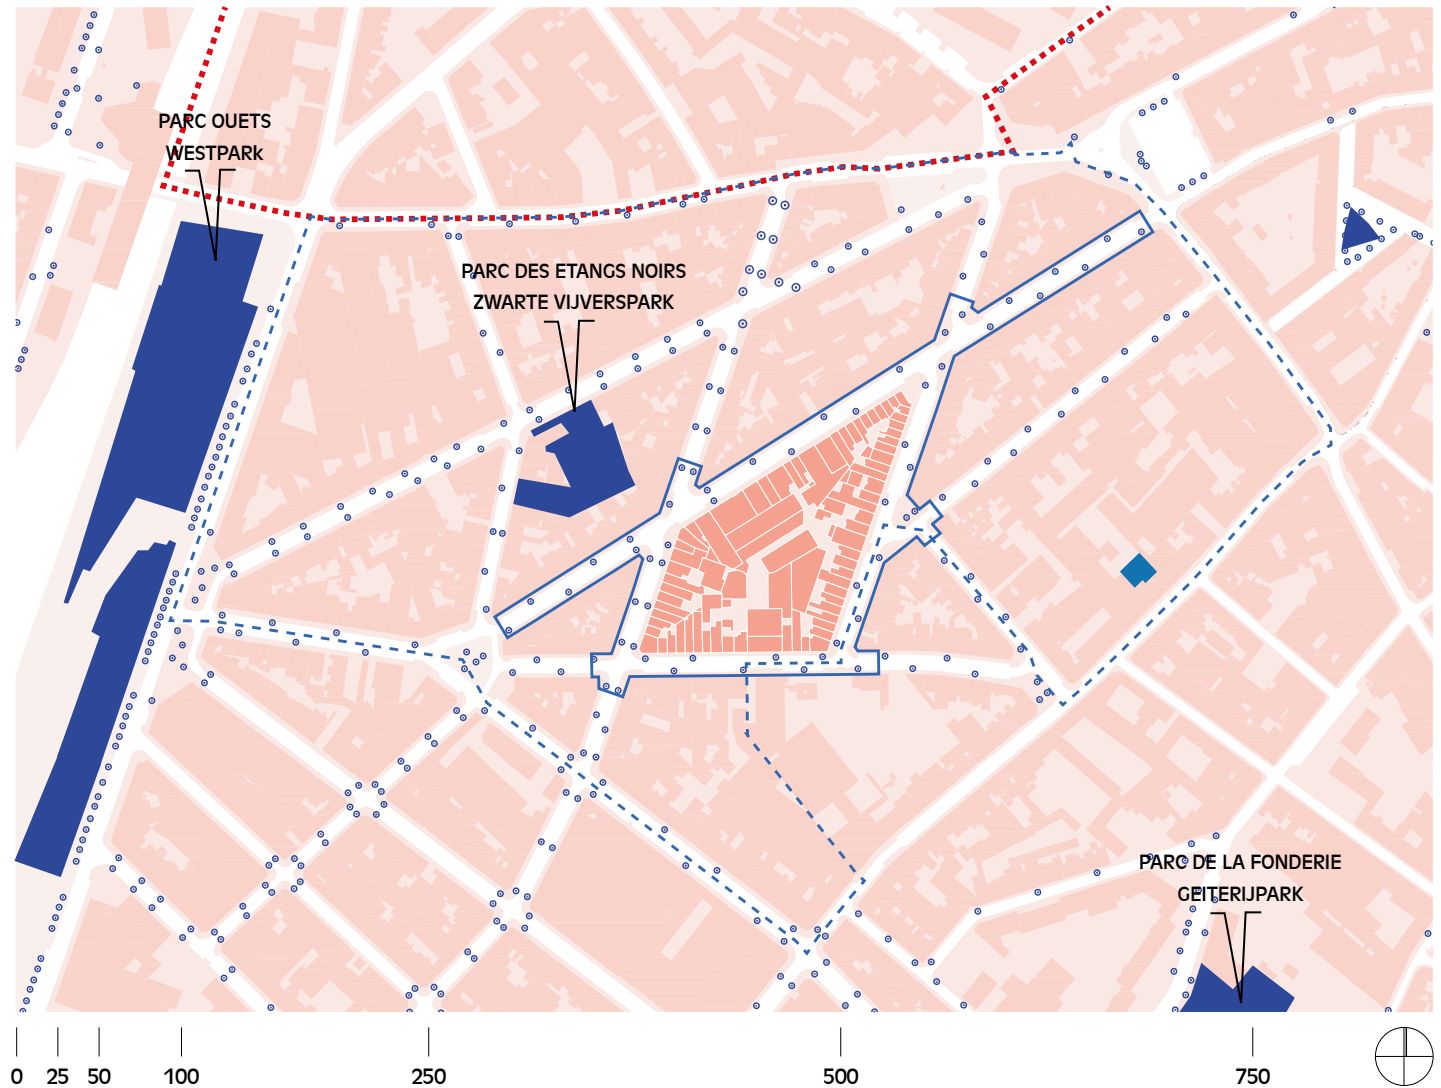 PARC OUETS
WESTPARk
PARC DES ETANGS NOIRS
ZWARTE VIJVERSPARK
PARC DE LA FONDERIE
GEITERIJPARK
0 25 50 100 250 500 750